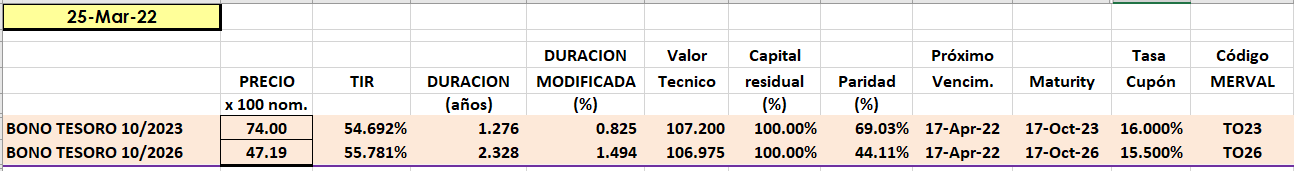 25-Mar-22
DURACION Valor Capital Próximo Tasa Código
PRECIO TIR DURACION MODIFICADA Tecnico residual Paridad Vencim. Maturity Cupón MERVAL
x 100 nom. (años) (%) (%) (%)
BONO TESORO 10/2023 74.00 54.692% 1.276 0.825 107.200 100.00% 69.03% 17-Apr-22 17-Oct-23 16.000% TO23
BONO TESORO 10/2026 47.19 55.781% 2.328 1.494 106.975 100.00% 44.11% 17-Apr-22 17-Oct-26 15.500% TO26